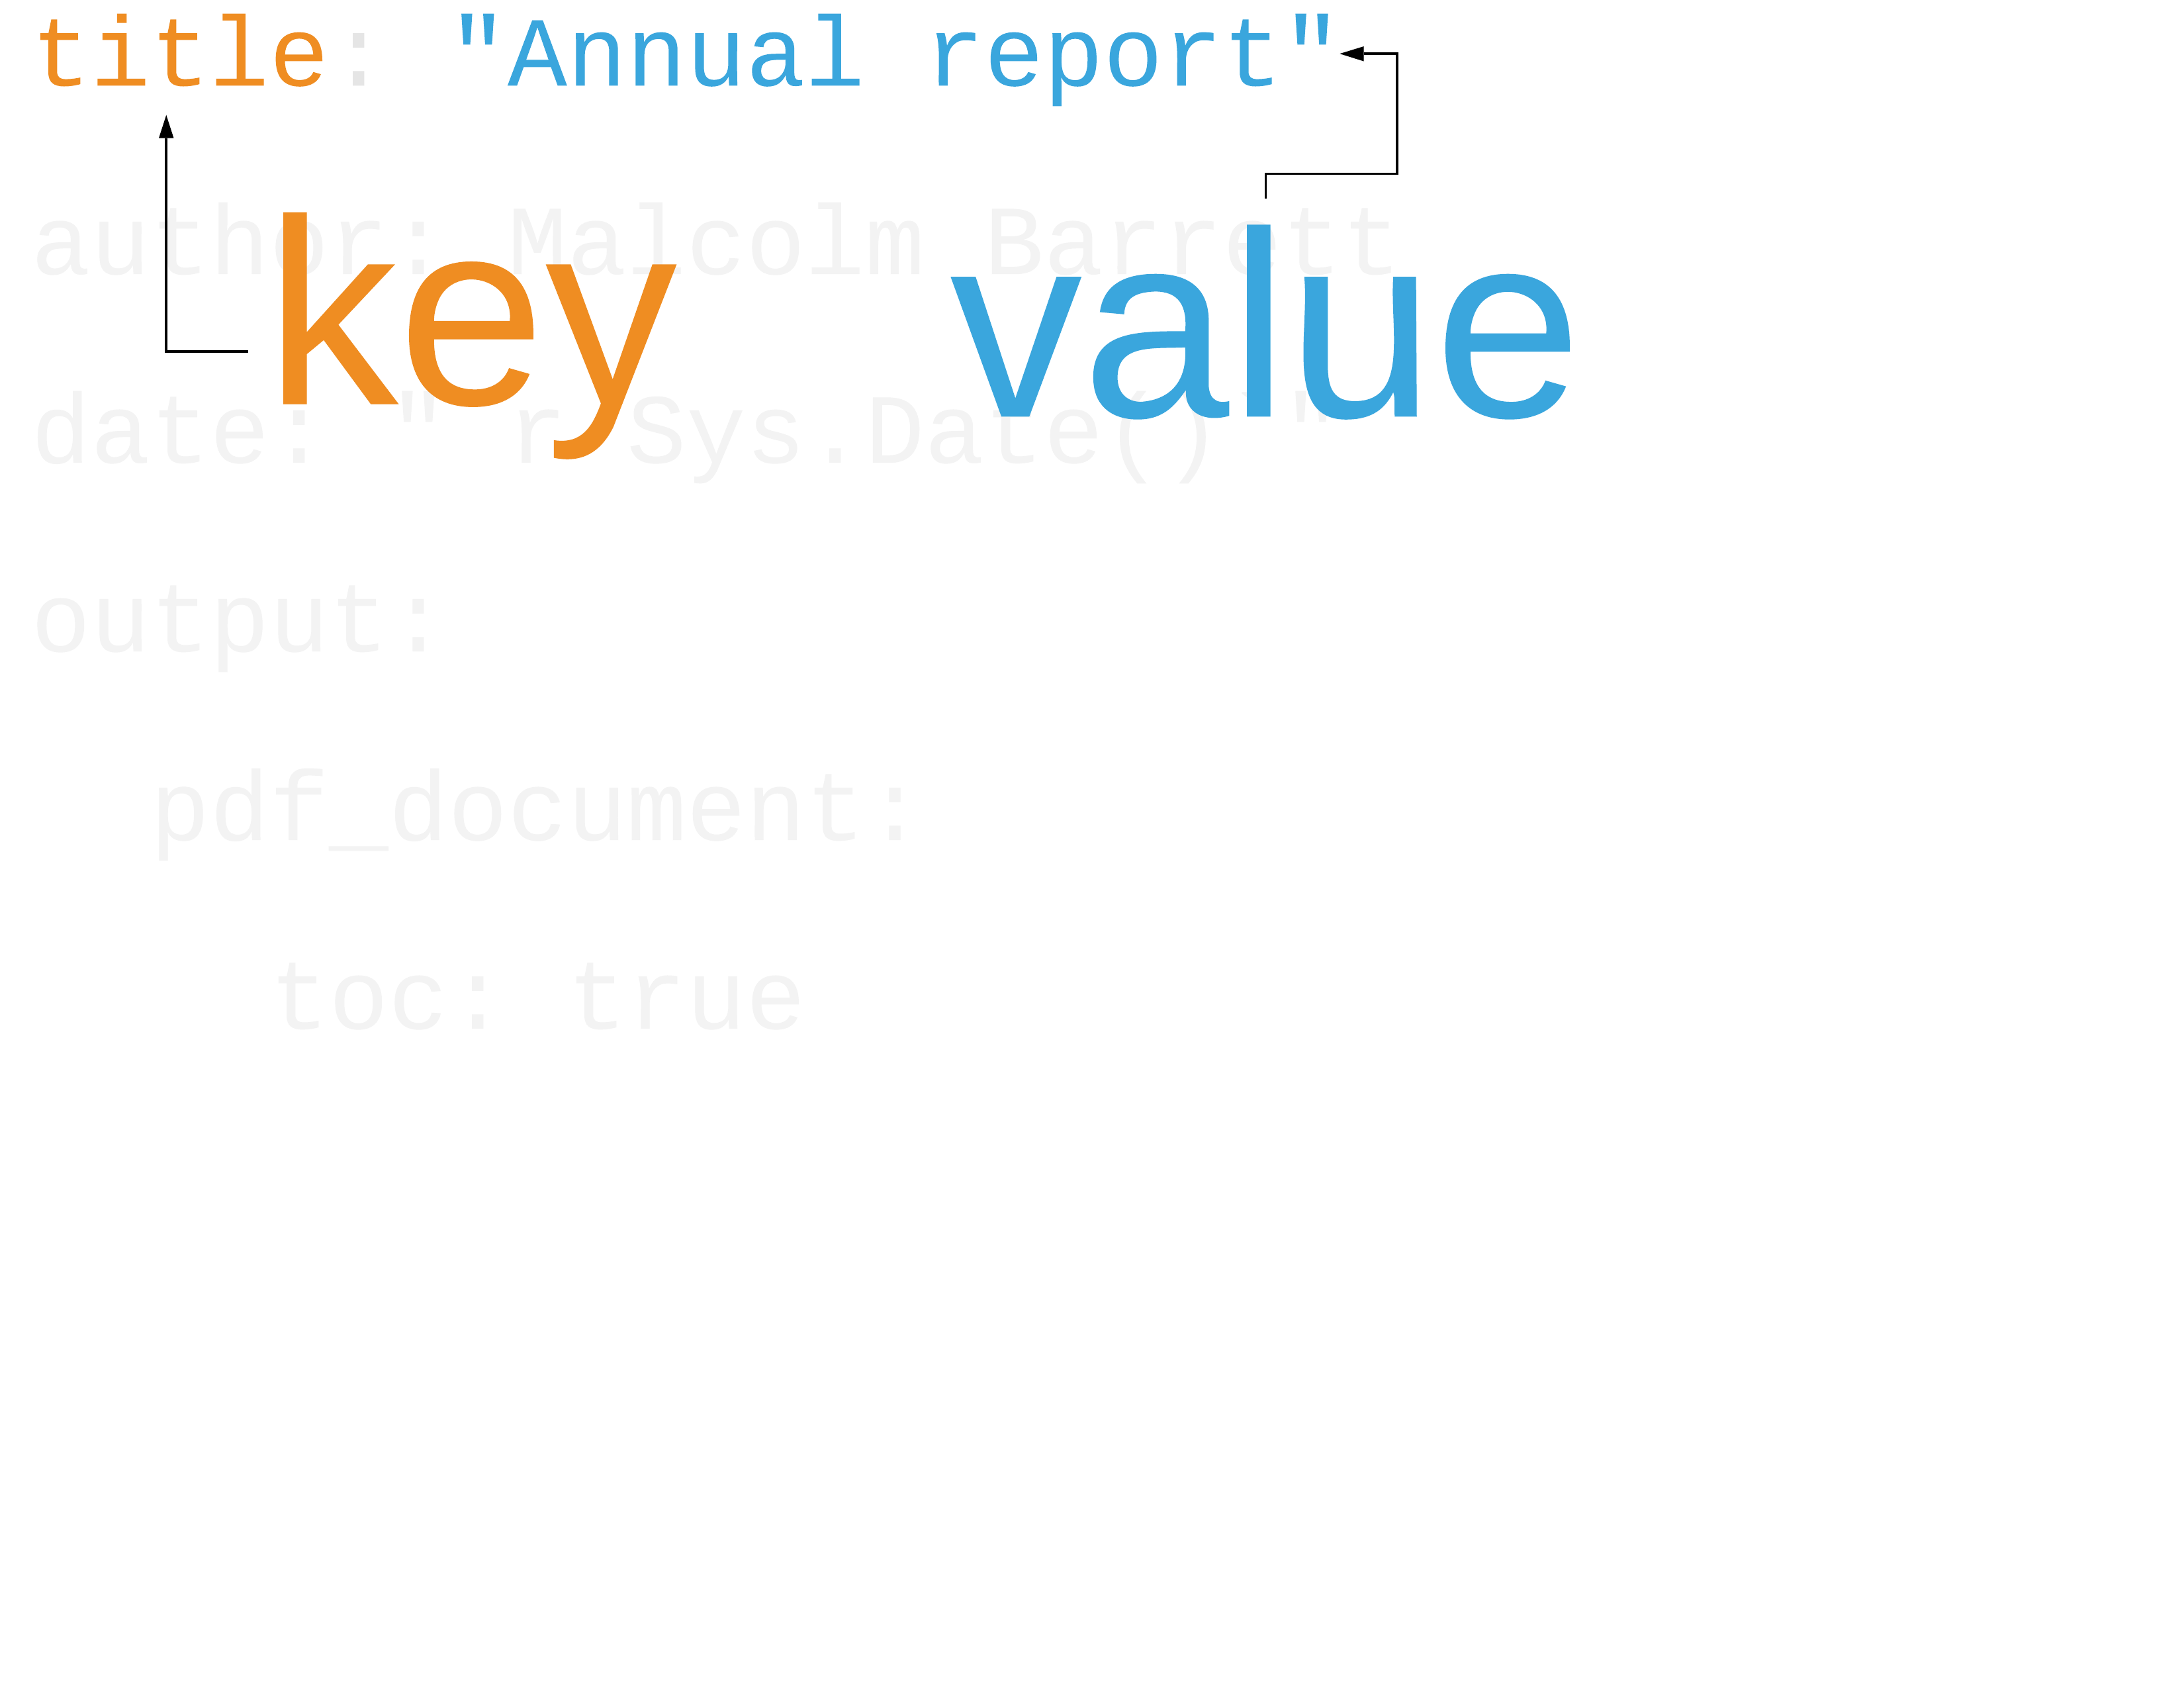 title: "Annual report"
author: Malcolm Barrett
key value
date: "`r Sys.Date()`"
output:
pdf_document:
toc: true